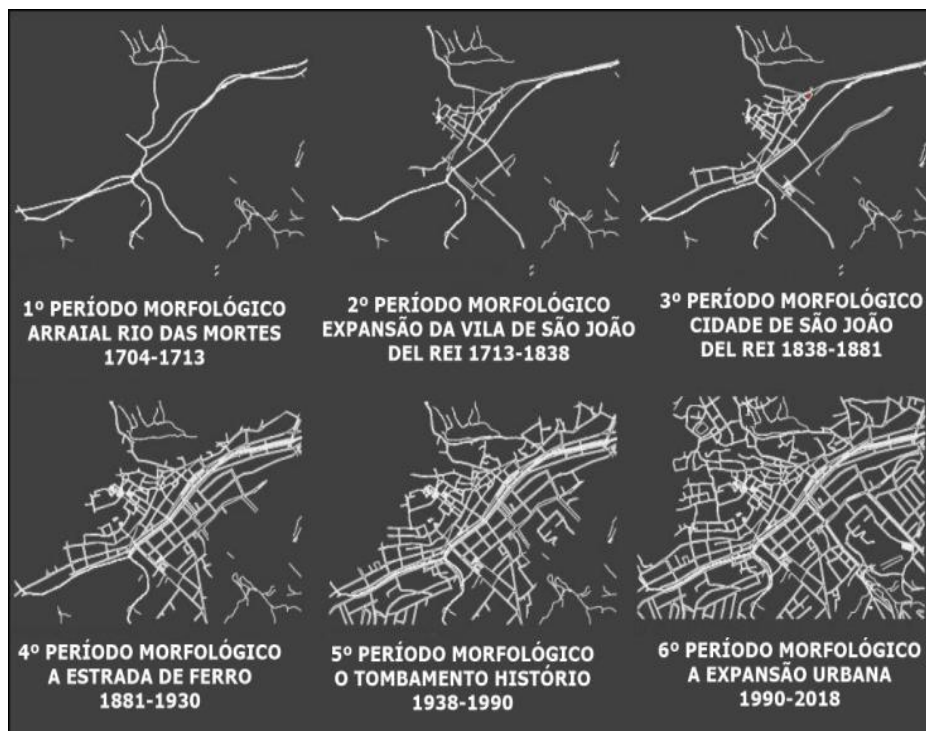 1º PERÍODO MORFOLÓGICO
ARRAIAL RIO DAS MORTES
1704-1713
2º PERÍODO MORFOLÓGICO
EXPANSÃO DA VILA DE SÃO JOÃO
DEL REI 1713-1838
3º PERÍODO MORFOLÓGICO
CIDADE DE SÃO JOÃO
DEL REI 1838-1881
4º PERÍODO MORFOLÓGICO
A ESTRADA DE FERRO
1881-1930
5º PERÍODO MORFOLÓGICO
O TOMBAMENTO HISTÓRIO
1938-1990
6º PERÍODO MORFOLÓGICO
A EXPANSÃO URBANA
1990-2018